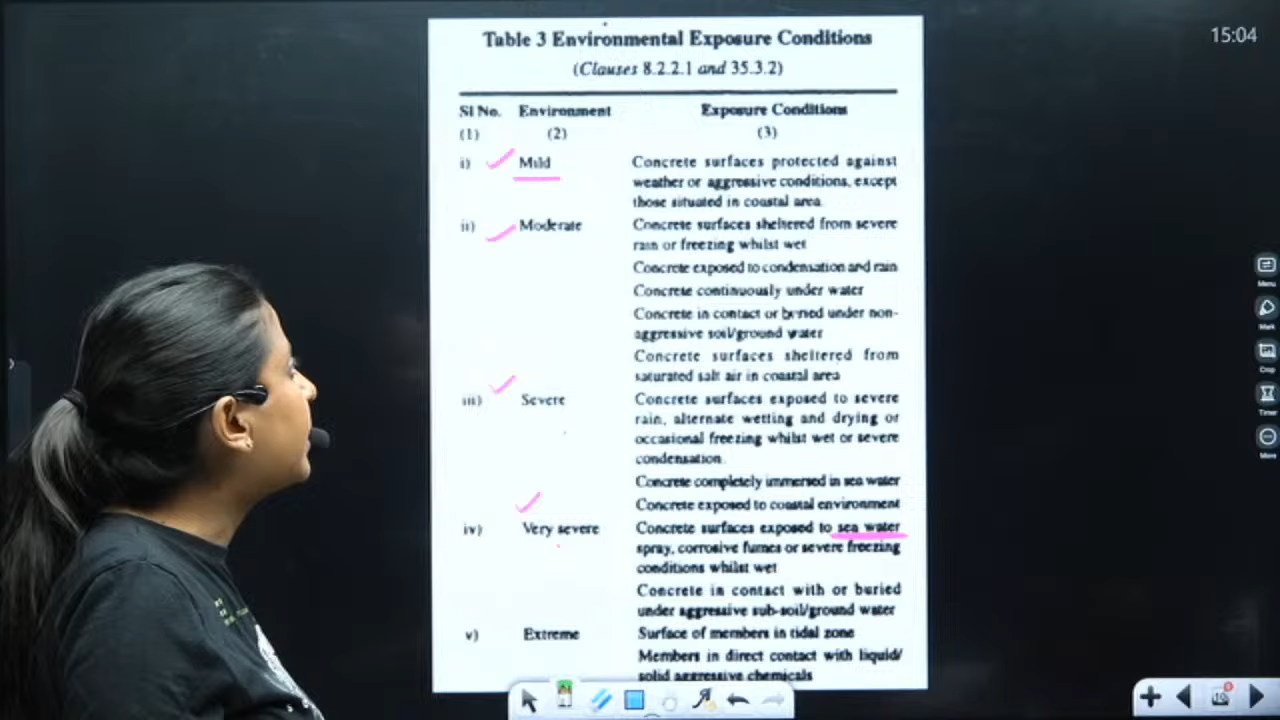 15:04
Table 3 Environmental Exposure Conditions
(Clauses 8.2.2.1 and 35.3.2)
Sl No. Environment Exposure Conditions
(1) (2) (3)
i) Mild Concrete surfaces protected against
weather or aggressive conditions, except
those situated in coastal area.
ii) Moderate Concrete surfaces sheltered from severe
rain or freezing whilst wet
Concrete exposed to condensation and rain
Concrete continuously under water
Concrete in contact or buried under non-
aggressive soil/ground water
Concrete surfaces sheltered from
saturated salt air in coastal area
iii) Severe Concrete surfaces exposed to severe
rain, alternate wetting and drying or
occasional freezing whilst wet or severe
condensation.
Concrete completely immersed in sea water
Concrete exposed to coastal environment
iv) Very severe Concrete surfaces exposed to sea water
spray, corrosive fumes or severe freezing
conditions whilst wet
Concrete in contact with or buried
under aggressive sub-soil/ground water
v) Extreme Surface of members in tidal zone
Members in direct contact with liquid/
solid aggressive chemicals
Menu
Mark
Crop
Timer
More